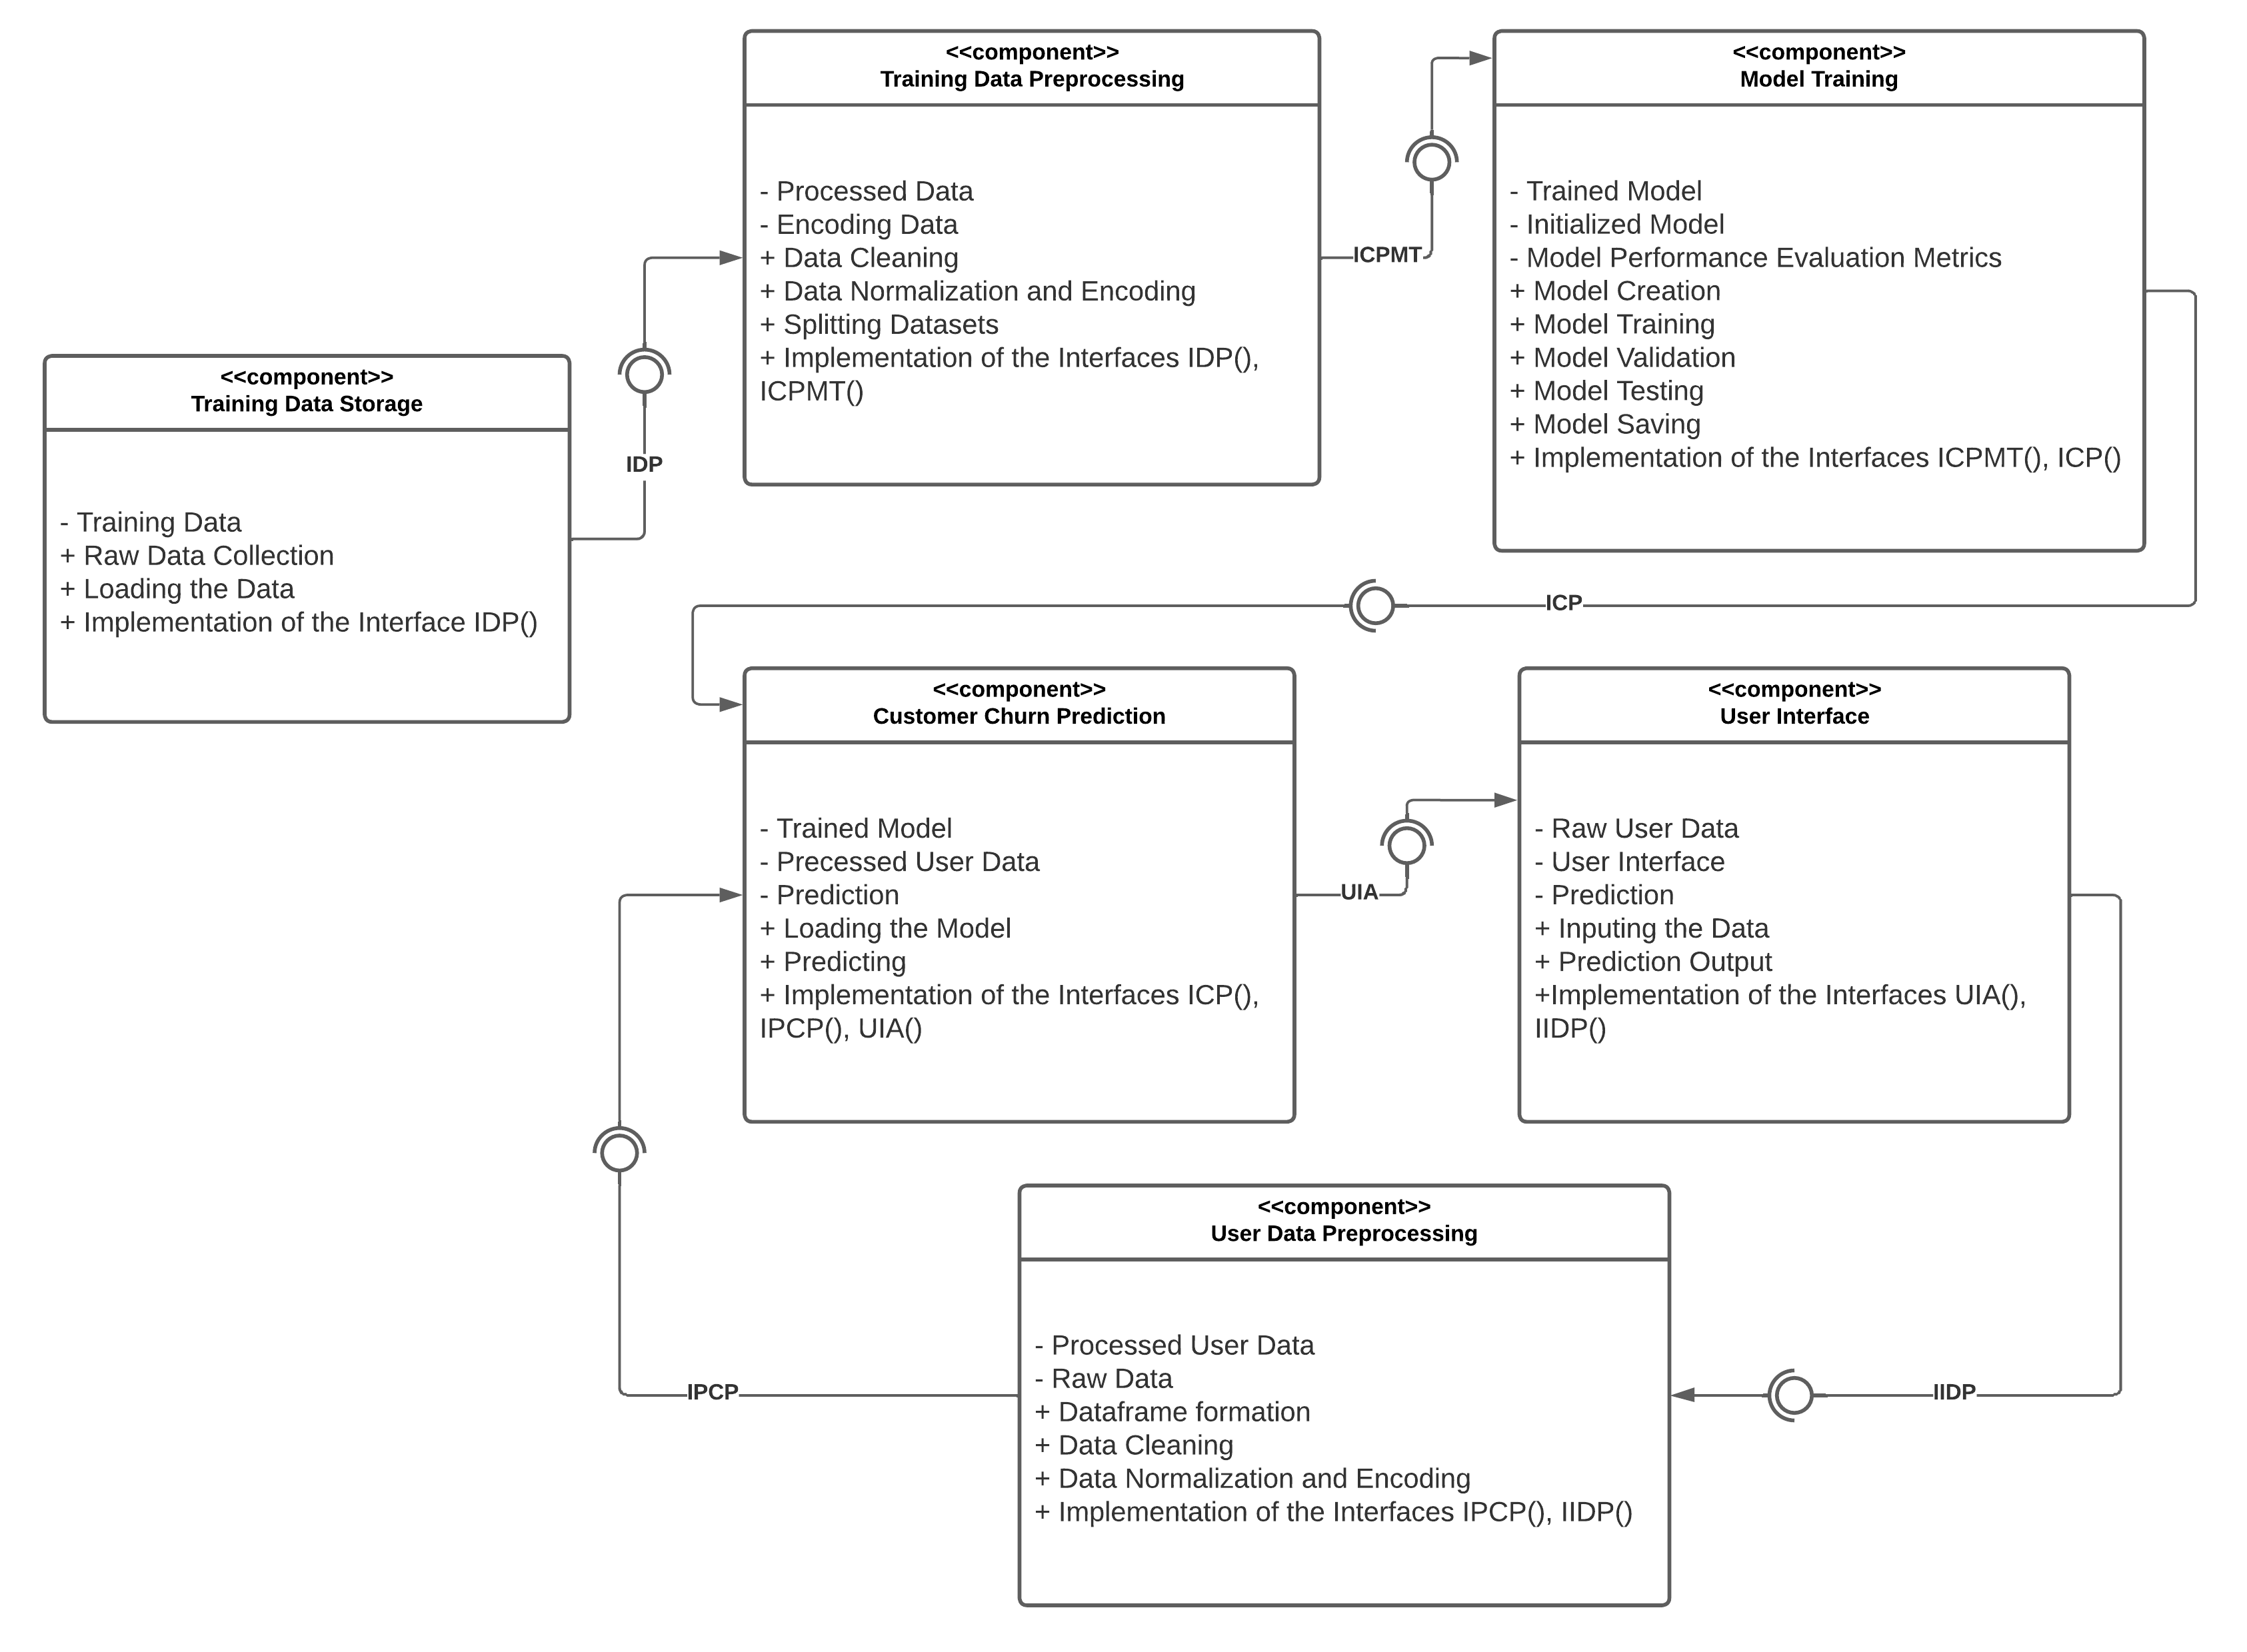 <<component>>
Training Data Preprocessing
- Processed Data
- Encoding Data
+ Data Cleaning
+ Data Normalization and Encoding
+ Splitting Datasets
+ Implementation of the Interfaces IDP(),
ICPMT()
ICPMT
<<component>>
Model Training
- Trained Model
- Initialized Model
- Model Performance Evaluation Metrics
+ Model Creation
+ Model Training
+ Model Validation
+ Model Testing
+ Model Saving
+ Implementation of the Interfaces ICPMT(), ICP()
<<component>>
Training Data Storage
- Training Data
+ Raw Data Collection
+ Loading the Data
+ Implementation of the Interface IDP()
IDP
ICP
<<component>>
Customer Churn Prediction
- Trained Model
- Precessed User Data
- Prediction
+ Loading the Model
+ Predicting
+ Implementation of the Interfaces ICP(),
IPCP(), UIA()
UIA
<<component>>
User Interface
- Raw User Data
- User Interface
- Prediction
+ Inputing the Data
+ Prediction Output
+Implementation of the Interfaces UIA(),
IIDP()
<<component>>
User Data Preprocessing
- Processed User Data
- Raw Data
+ Dataframe formation
+ Data Cleaning
+ Data Normalization and Encoding
+ Implementation of the Interfaces IPCP(), IIDP()
IPCP
IIDP